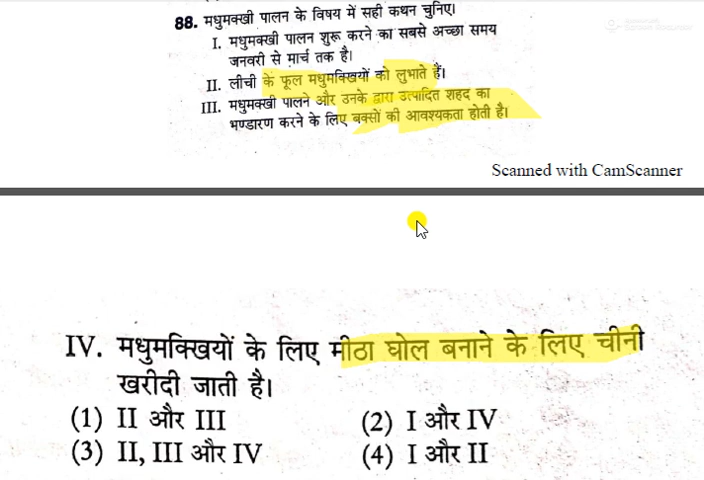 88. मधुमक्खी पालन के विषय में सही कथन चुनिए।
I. मधुमक्खी पालन शुरू करने का सबसे अच्छा समय
जनवरी से मार्च तक है।
II. लीची के फूल मधुमक्खियों को लुभाते हैं।
III. मधुमक्खी पालने और उनके द्वारा उत्पादित शहद का
भण्डारण करने के लिए बक्सों की आवश्यकता होती है।
Scanned with CamScanner
IV. मधुमक्खियों के लिए मीठा घोल बनाने के लिए चीनी
खरीदी जाती है।
(1) II और III (2) I और IV
(3) II, III और IV (4) I और II